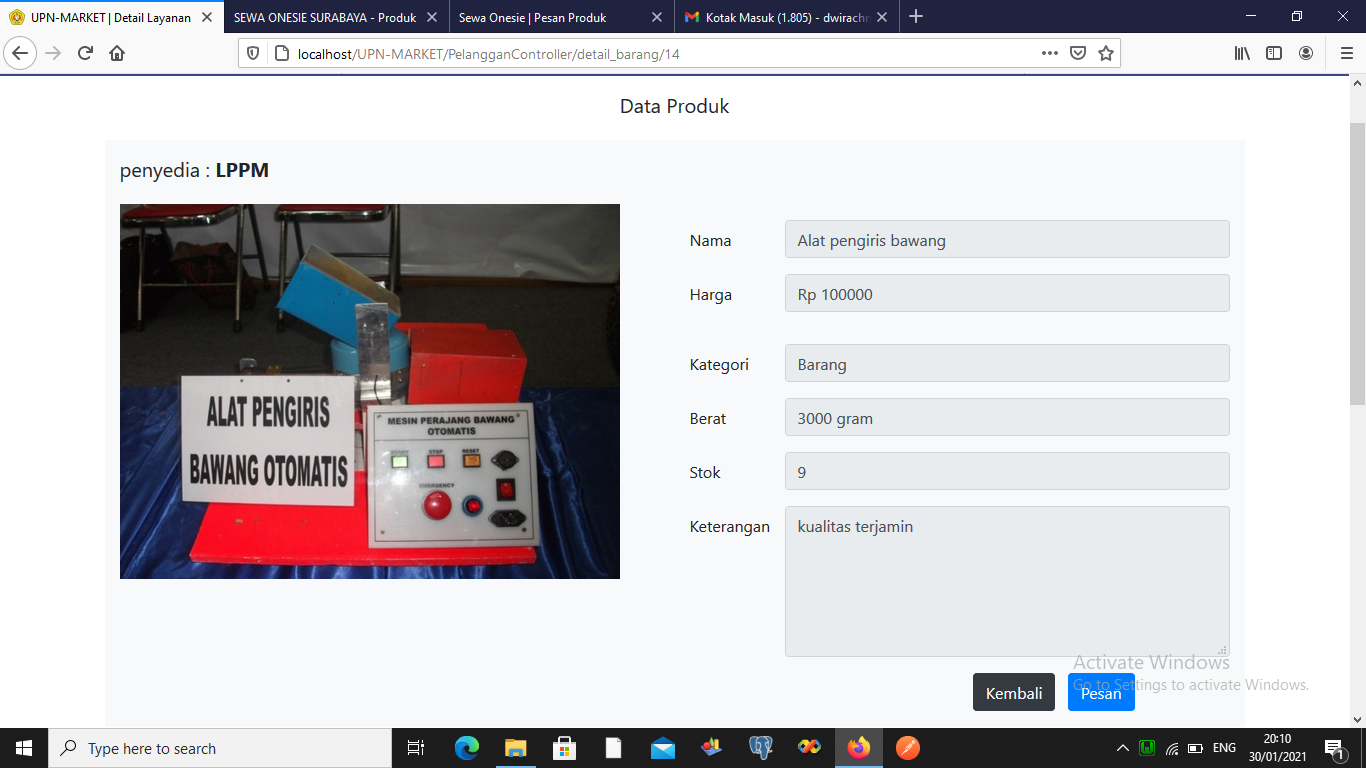 UPN-MARKET | Detail Layanan
SEWA ONESIE SURABAYA - Produk
Sewa Onesie | Pesan Produk
Kotak Masuk (1.805) - dwirachn
localhost/UPN-MARKET/PelangganController/detail_barang/14
Data Produk
penyedia : LPPM
ALAT PENGIRIS
BAWANG OTOMATIS
MESIN PERAJANG BAWANG
OTOMATIS
STOP
RESET
EMERGENCY
Nama
Alat pengiris bawang
Harga
Rp 100000
Kategori
Barang
Berat
3000 gram
Stok
9
Keterangan
kualitas terjamin
Activate Windows
Go to Settings to activate Windows.
Kembali
Pesan
Type here to search
ENG
20:10
30/01/2021
1